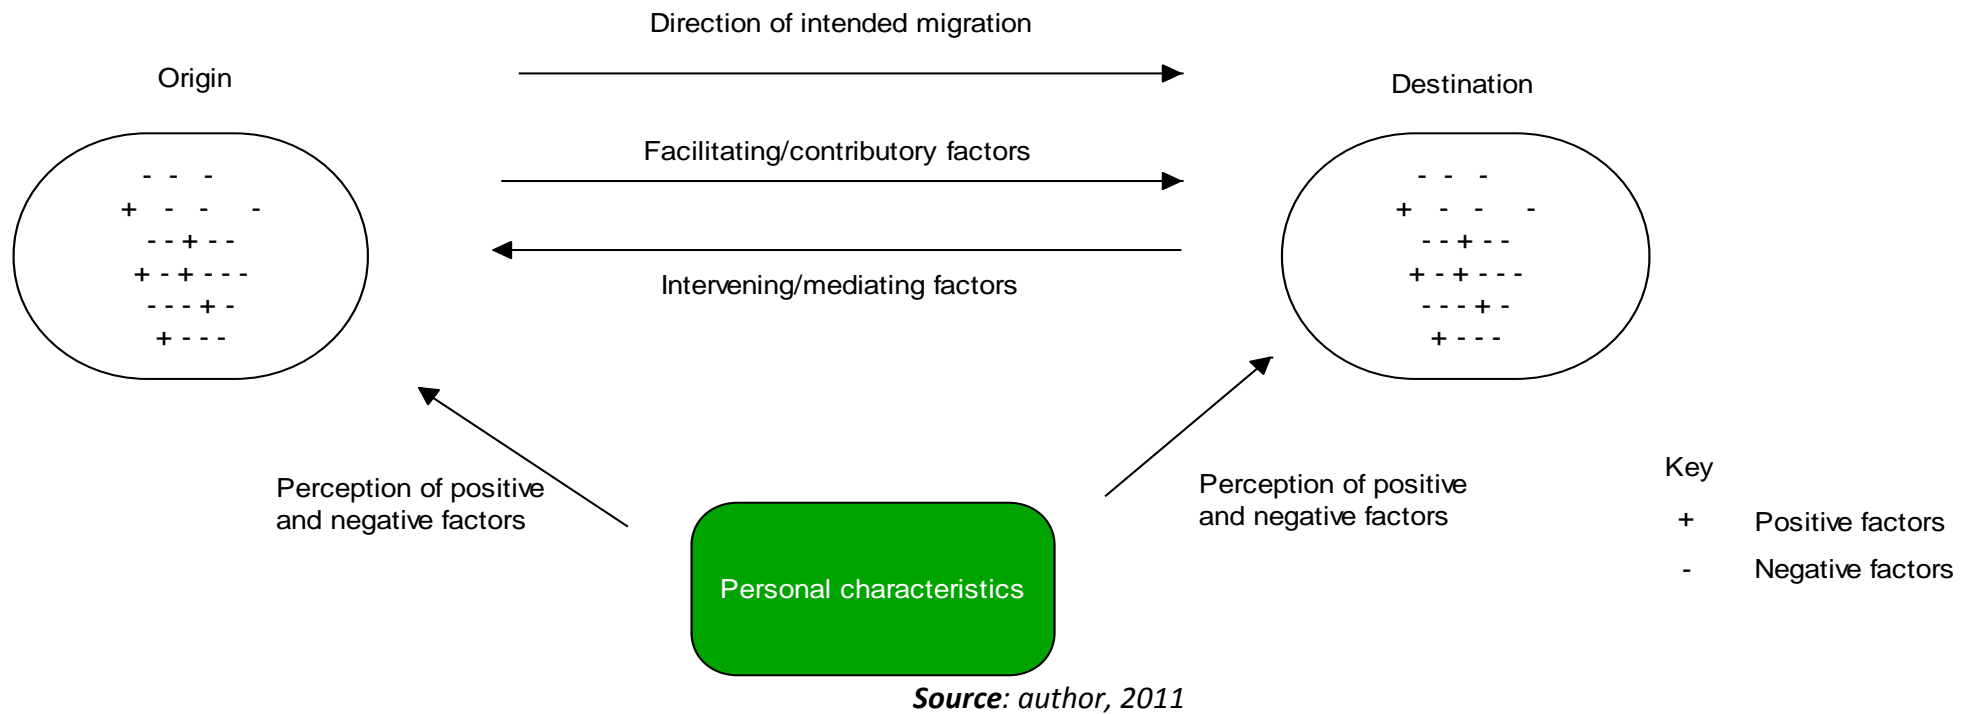 Direction of intended migration
Origin
Destination
Facilitating/contributory factors
- - -
+ - - -
- - + - -
+ - + - - -
- - - + -
+ - - -
- - -
+ - - -
- - + - -
+ - + - - -
- - - + -
+ - - -
Intervening/mediating factors
Perception of positive
and negative factors
Perception of positive
and negative factors
Key
+ Positive factors
- Negative factors
Personal characteristics
Source: author, 2011